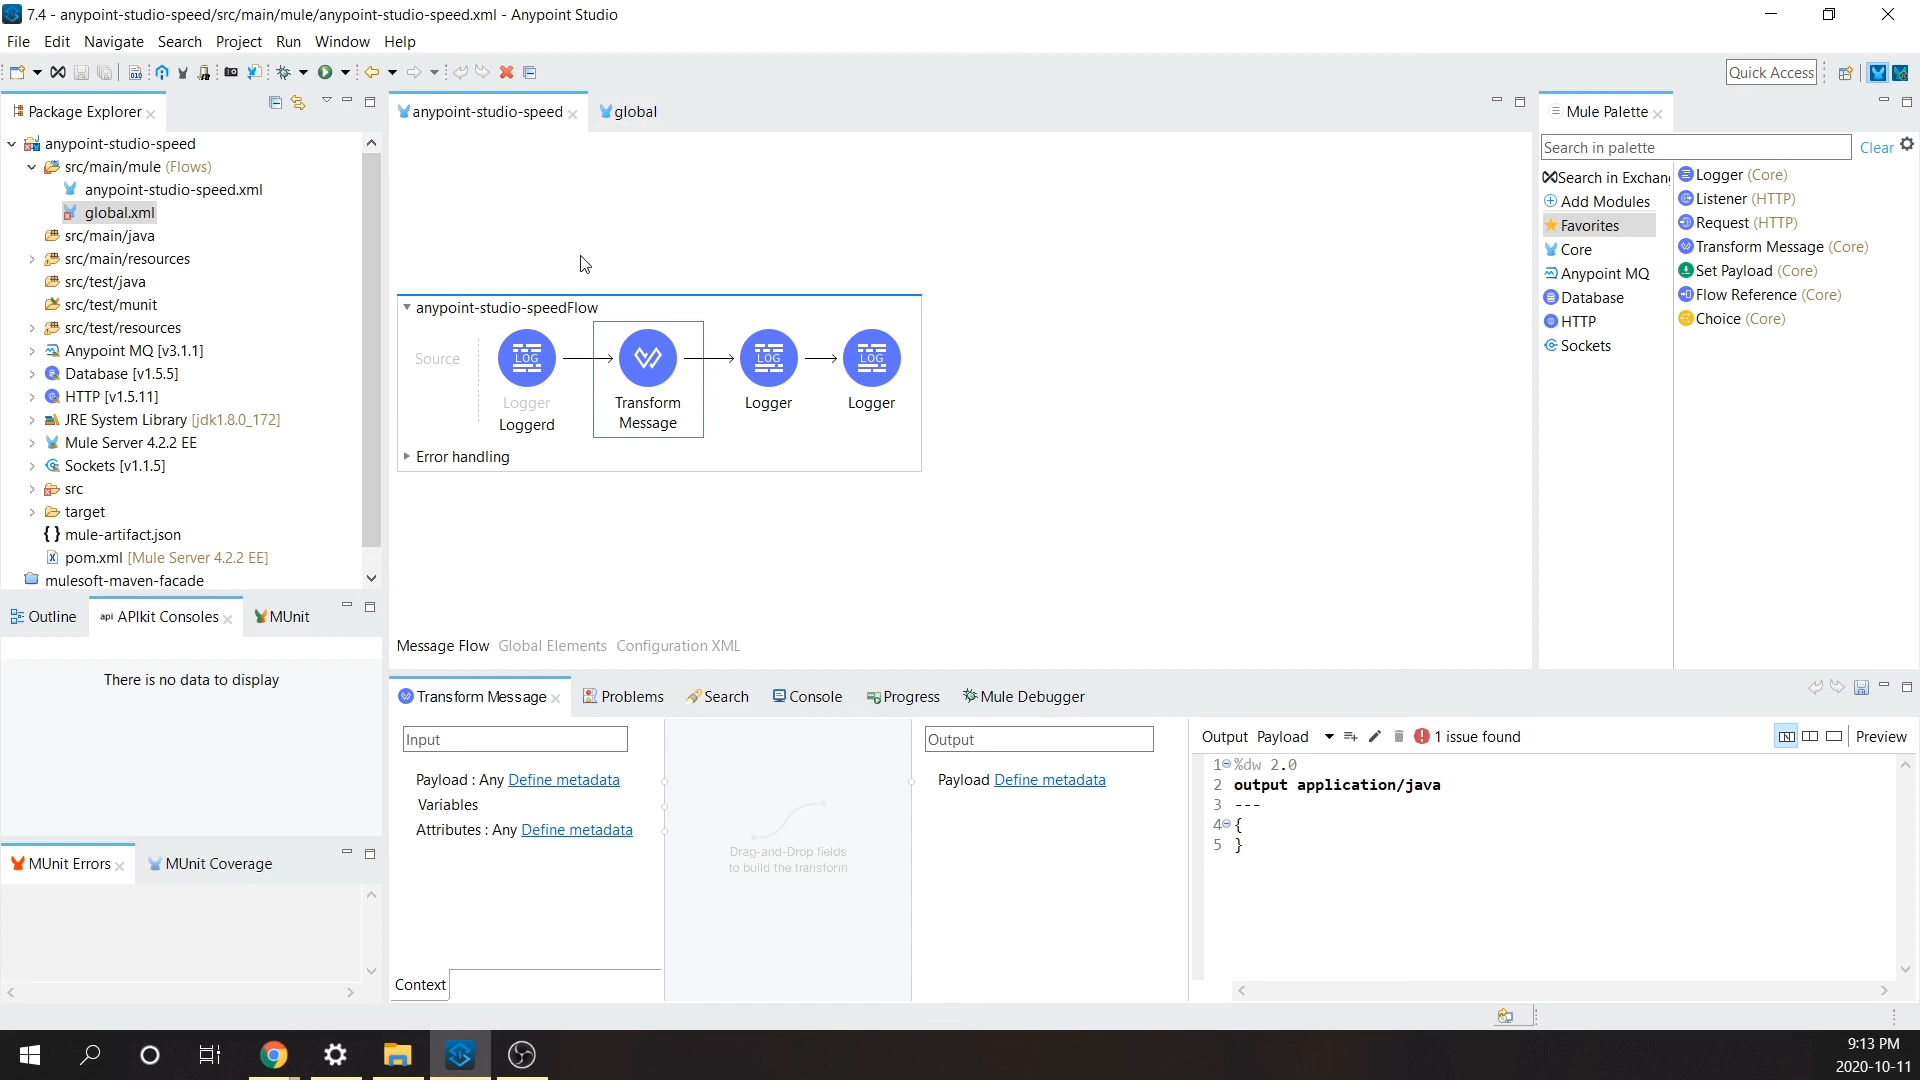 7.4 - anypoint-studio-speed/src/main/mule/anypoint-studio-speed.xml - Anypoint Studio
File Edit Navigate Search Project Run Window Help
Quick Access
Package Explorer
anypoint-studio-speed
src/main/mule (Flows)
anypoint-studio-speed.xml
global.xml
src/main/java
src/main/resources
src/test/java
src/test/munit
src/test/resources
Anypoint MQ [v3.1.1]
Database [v1.5.5]
HTTP [v1.5.11]
JRE System Library [jdk1.8.0_172]
Mule Server 4.2.2 EE
Sockets [v1.1.5]
src
target
mule-artifact.json
pom.xml [Mule Server 4.2.2 EE]
mulesoft-maven-facade
Outline
api APIkit Consoles
MUnit
There is no data to display
MUnit Errors
MUnit Coverage
anypoint-studio-speed
global
anypoint-studio-speedFlow
Source
LOG
LOG
LOG
Logger
Loggerd
Transform
Message
Logger
Logger
Error handling
Message Flow Global Elements Configuration XML
Mule Palette
Search in palette
Clear
Search in Exchan
Add Modules
Favorites
Core
Anypoint MQ
Database
HTTP
Sockets
Logger (Core)
Listener (HTTP)
Request (HTTP)
Transform Message (Core)
Set Payload (Core)
Flow Reference (Core)
Choice (Core)
Transform Message
Problems
Search
Console
Progress
Mule Debugger
Input
Payload : Any Define metadata
Variables
Attributes : Any Define metadata
Context
Drag-and-Drop fields
to build the transform
Output
Payload Define metadata
Output Payload 1 issue found Preview
1 %dw 2.0
2 output application/java
3 ---
4 {
5 }
9:13 PM
2020-10-11